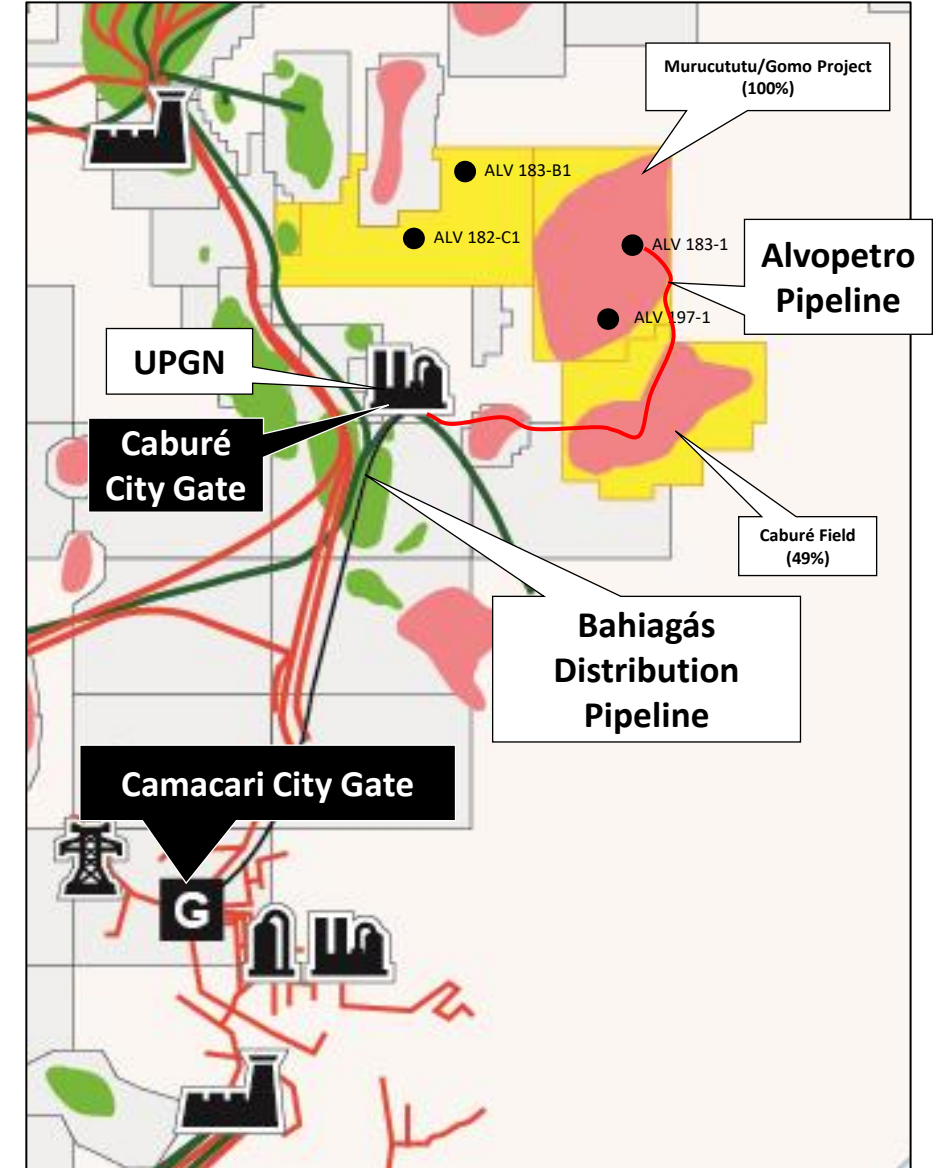 Murucututu/Gomo Project
(100%)
ALV 183-B1
ALV 182-C1
ALV 183-1
Alvopetro
Pipeline
ALV 197-1
UPGN
Caburé
City Gate
Caburé Field
(49%)
Bahiagás
Distribution
Pipeline
Camacari City Gate
G